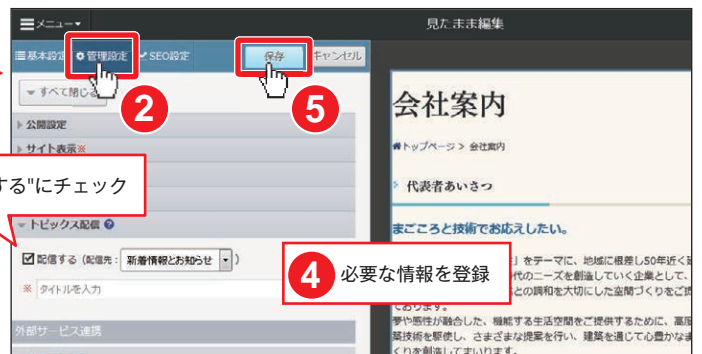 メニュー
見たまま編集
基本設定
管理設定
SEO設定
保存
キャンセル
すべて閉じる
2
5
公開設定
サイト表示※
する"にチェック
トピックス配信
配信する（配信先：
新着情報とお知らせ
）
※
タイトルを入力
外部サービス連携
会社案内
トップページ > 会社案内
代表者あいさつ
まごころと技術でお応えしたい。
4
必要な情報を登録
」をテーマに、地域に根差し50年近く
代のニーズを創造していく企業として、
との調和を大切にした空間づくりをご
ております。
夢や感性が融合した、機能する生活空間をご提供するために、高
築技術を駆使し、さまざまな提案を行い、建築を通じて心豊かな
くりを創造してまいります。